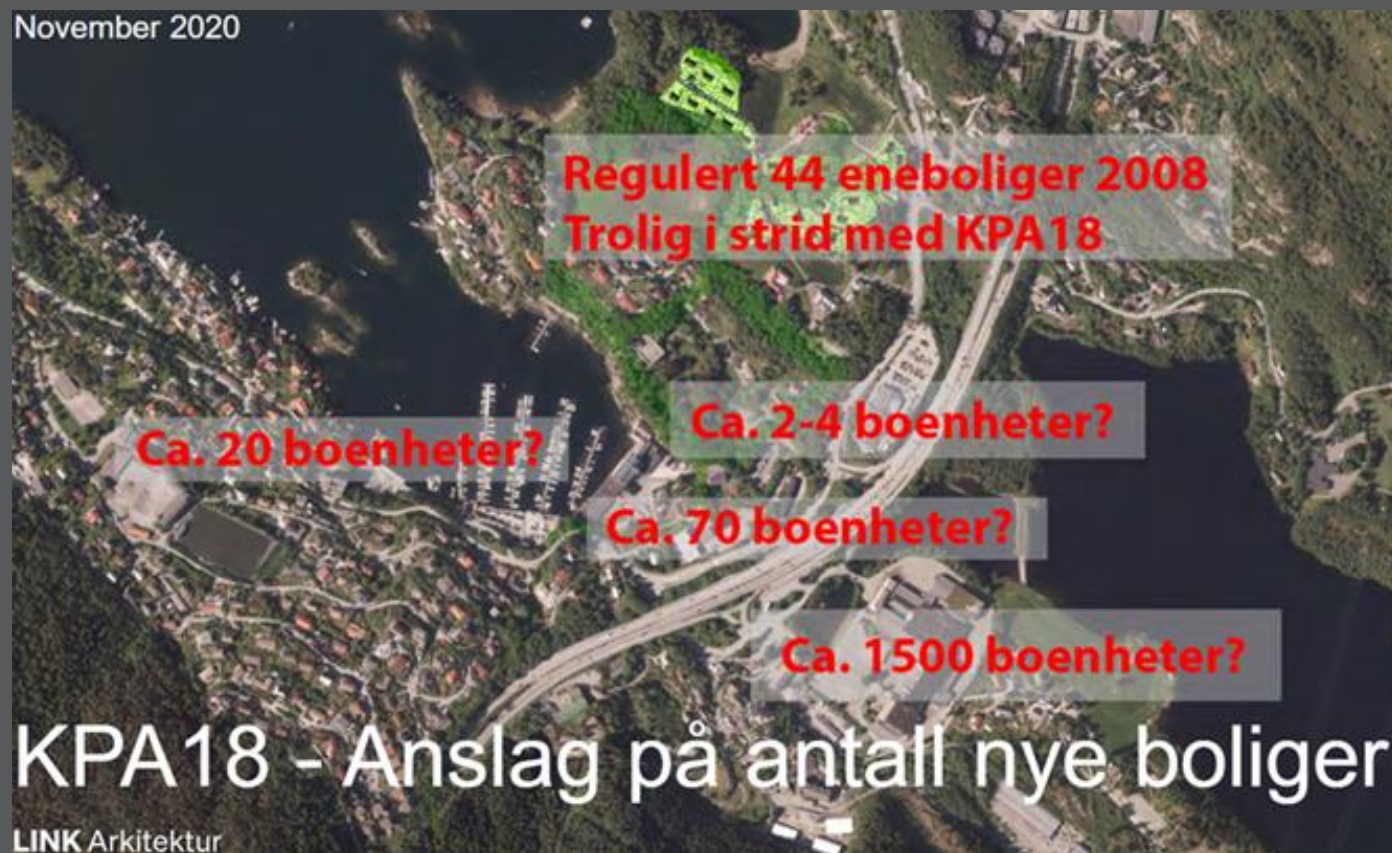 November 2020
Regulert 44 eneboliger 2008
Trolig i strid med KPA18
Ca. 2-4 boenheter?
Ca. 20 boenheter?
Ca. 70 boenheter?
Ca. 1500 boenheter?
KPA18 - Anslag på antall nye boliger
LINK Arkitektur